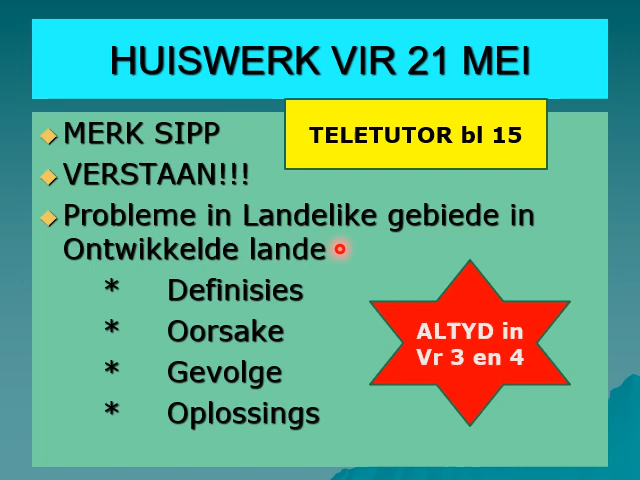 HUISWERK VIR 21 MEI
MERK SIPP
TELETUTOR bl 15
VERSTAAN!!!
Probleme in Landelike gebiede in
Ontwikkelde lande
* Definisies
* Oorsake
* Gevolge
* Oplossings
ALTYD in
Vr 3 en 4